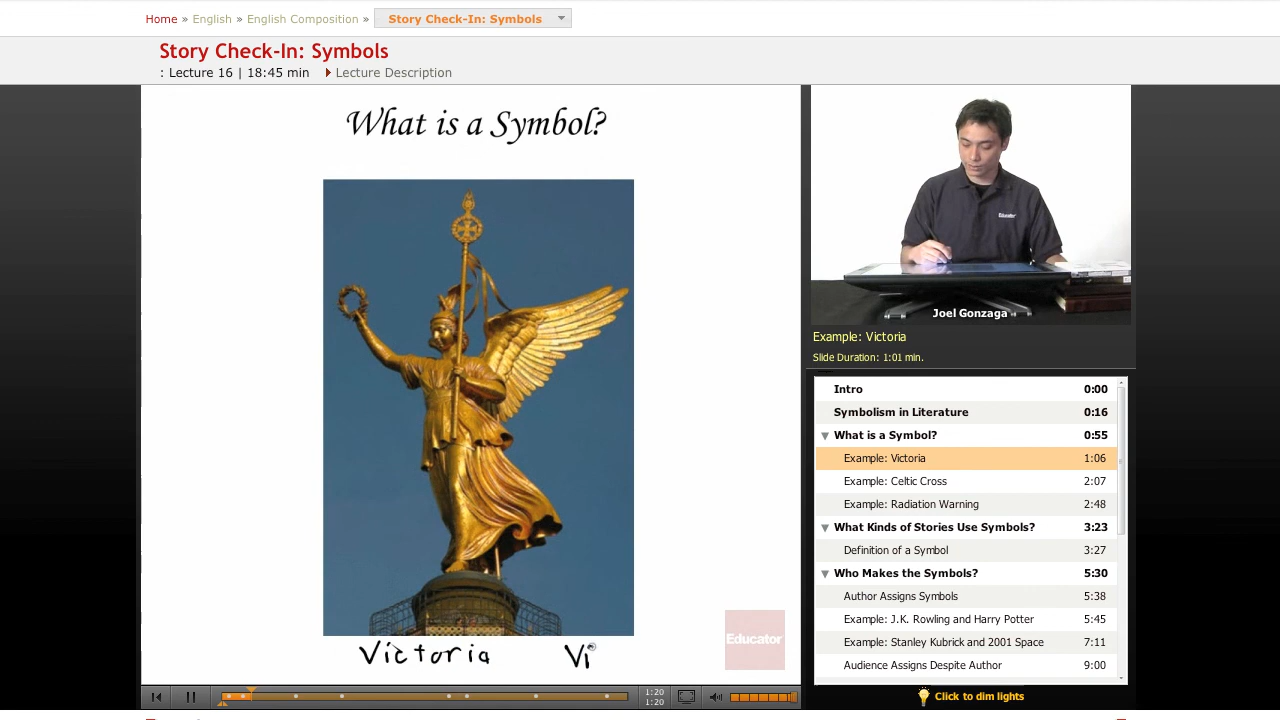 Home » English » English Composition » Story Check-In: Symbols
Story Check-In: Symbols
: Lecture 16 | 18:45 min Lecture Description
What is a Symbol?
Victoria Vi
Educator
Educator
Joel Gonzaga
Example: Victoria
Slide Duration: 1:01 min.
Intro 0:00
Symbolism in Literature 0:16
What is a Symbol? 0:55
Example: Victoria 1:06
Example: Celtic Cross 2:07
Example: Radiation Warning 2:48
What Kinds of Stories Use Symbols? 3:23
Definition of a Symbol 3:27
Who Makes the Symbols? 5:30
Author Assigns Symbols 5:38
Example: J.K. Rowling and Harry Potter 5:45
Example: Stanley Kubrick and 2001 Space 7:11
Audience Assigns Despite Author 9:00
1:20
1:20
Click to dim lights